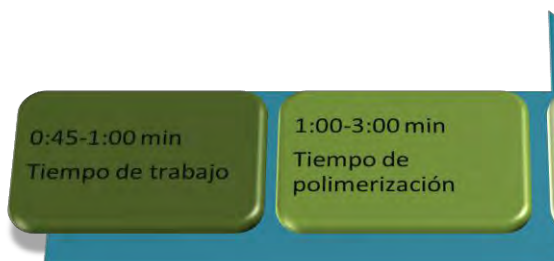 0:45-1:00 min
Tiempo de trabajo
1:00-3:00 min
Tiempo de
polimerización